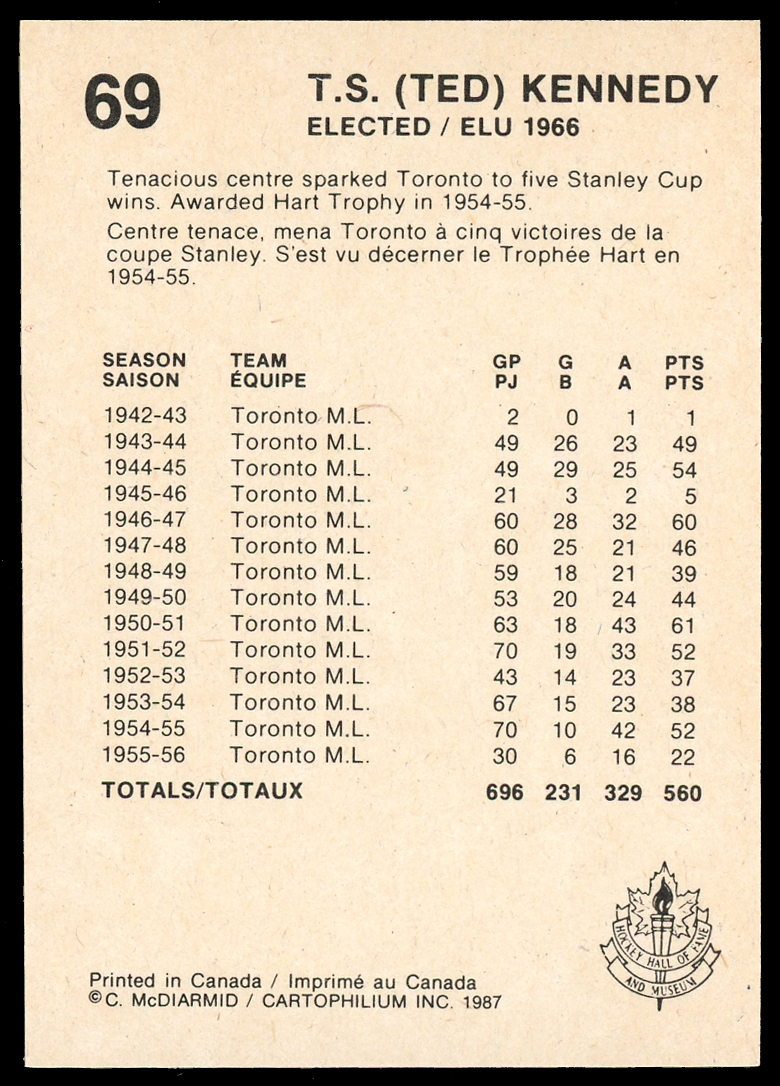 69
T.S. (TED) KENNEDY
ELECTED / ELU 1966
Tenacious centre sparked Toronto to five Stanley Cup
wins. Awarded Hart Trophy in 1954-55.
Centre tenace, mena Toronto à cinq victoires de la
coupe Stanley. S'est vu décerner le Trophée Hart en
1954-55.
SEASON TEAM GP G A PTS
SAISON ÉQUIPE PJ B A PTS
1942-43 Toronto M.L. 2 0 1 1
1943-44 Toronto M.L. 49 26 23 49
1944-45 Toronto M.L. 49 29 25 54
1945-46 Toronto M.L. 21 3 2 5
1946-47 Toronto M.L. 60 28 32 60
1947-48 Toronto M.L. 60 25 21 46
1948-49 Toronto M.L. 59 18 21 39
1949-50 Toronto M.L. 53 20 24 44
1950-51 Toronto M.L. 63 18 43 61
1951-52 Toronto M.L. 70 19 33 52
1952-53 Toronto M.L. 43 14 23 37
1953-54 Toronto M.L. 67 15 23 38
1954-55 Toronto M.L. 70 10 42 52
1955-56 Toronto M.L. 30 6 16 22
TOTALS/TOTAUX 696 231 329 560
HOCKEY HALL OF FAME
AND MUSEUM
Printed in Canada / Imprimé au Canada
©C. McDIARMID / CARTOPHILIUM INC. 1987